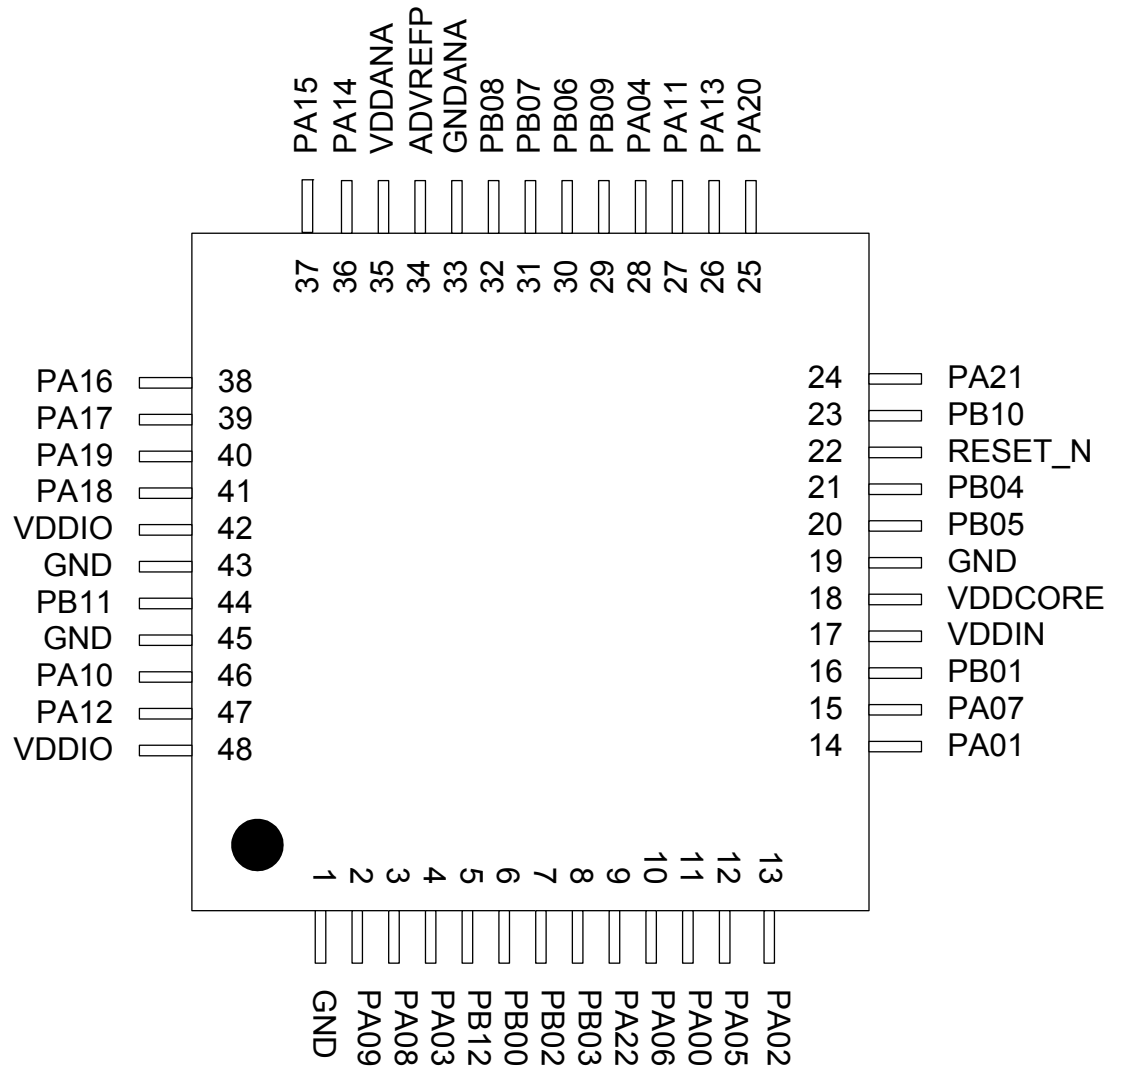 PA15 PA14 VDDANA ADVREFP GNDANA PB08 PB07 PB06 PB09 PA04 PA11 PA13 PA20
37 36 35 34 33 32 31 30 29 28 27 26 25
PA16 38
PA17 39
PA19 40
PA18 41
VDDIO 42
GND 43
PB11 44
GND 45
PA10 46
PA12 47
VDDIO 48
24 PA21
23 PB10
22 RESET_N
21 PB04
20 PB05
19 GND
18 VDDCORE
17 VDDIN
16 PB01
15 PA07
14 PA01
1 2 3 4 5 6 7 8 9 10 11 12 13
GND PA09 PA08 PA03 PB12 PB00 PB02 PB03 PA22 PA06 PA00 PA05 PA02